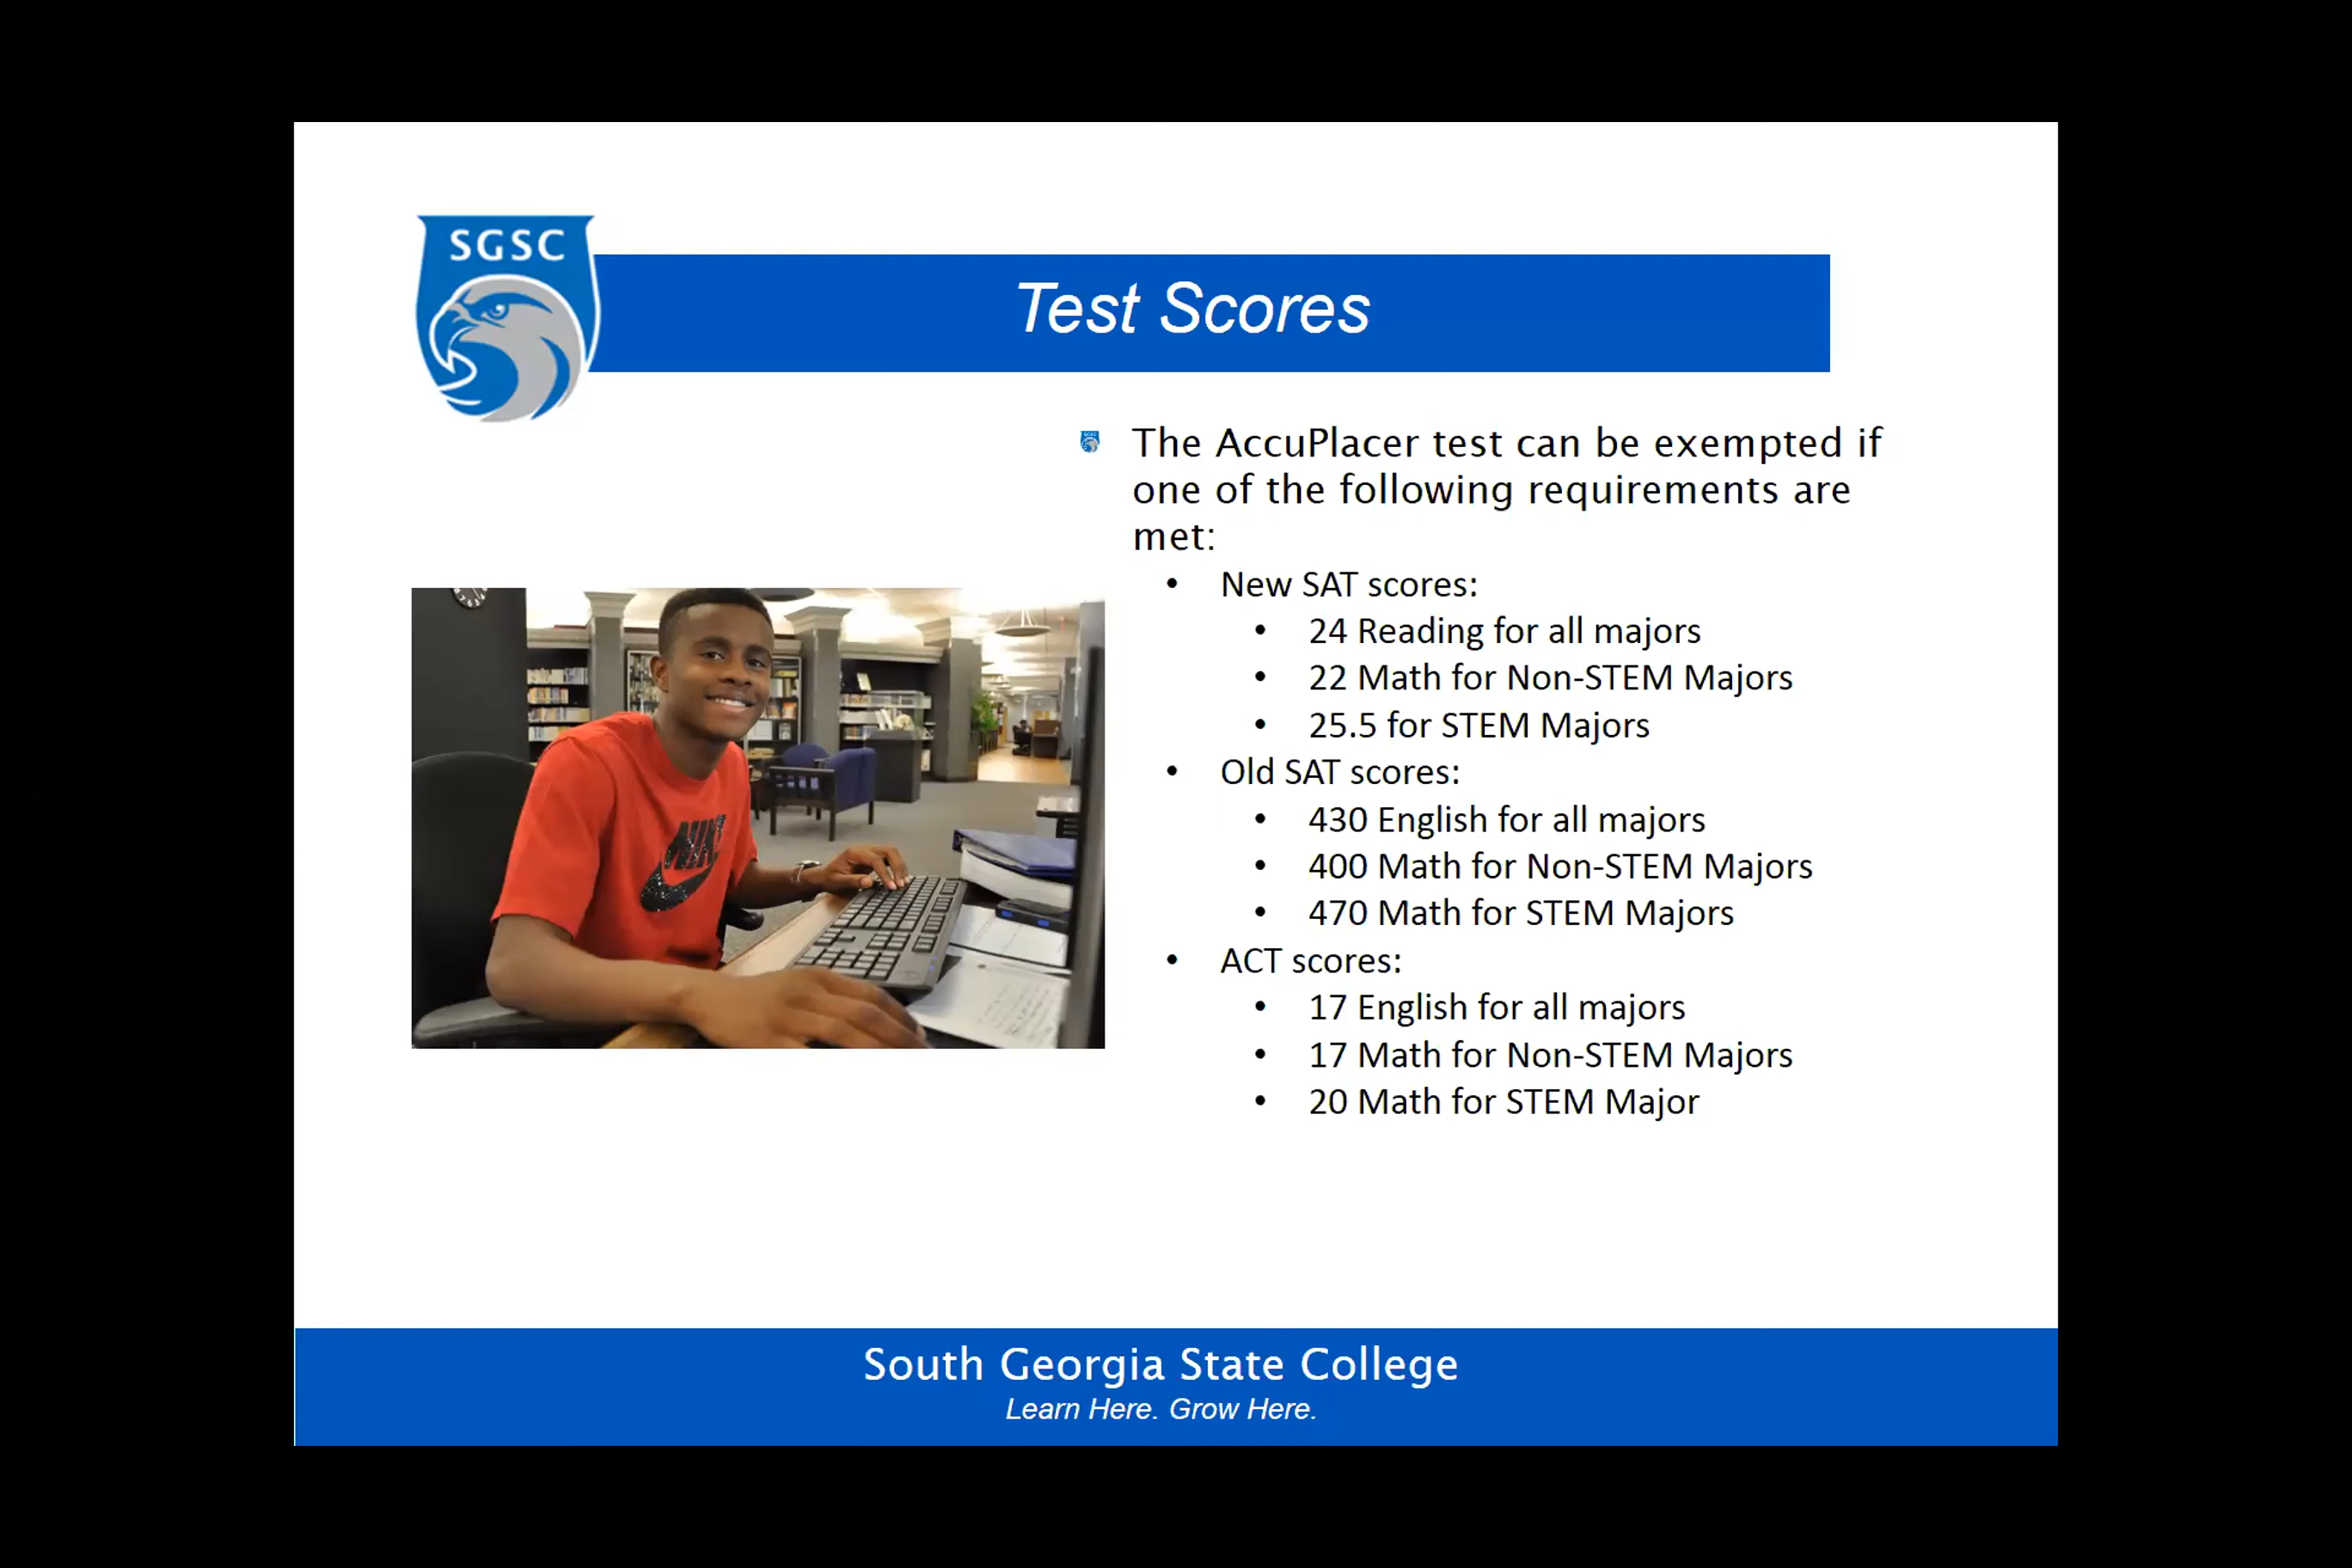 SGSC
Test Scores
The AccuPlacer test can be exempted if
one of the following requirements are
met:
• New SAT scores:
• 24 Reading for all majors
• 22 Math for Non-STEM Majors
• 25.5 for STEM Majors
• Old SAT scores:
• 430 English for all majors
• 400 Math for Non-STEM Majors
• 470 Math for STEM Majors
• ACT scores:
• 17 English for all majors
• 17 Math for Non-STEM Majors
• 20 Math for STEM Major
NIKE
South Georgia State College
Learn Here. Grow Here.